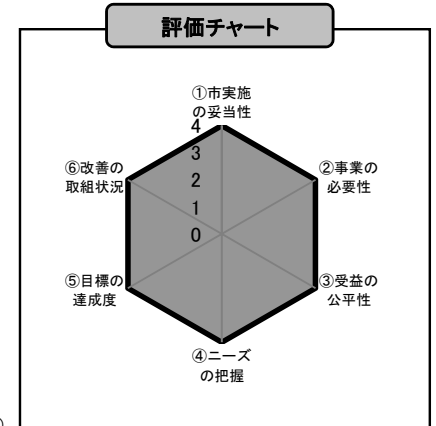 評価チャート
①市実施
の妥当性
4
3
2
1
0
②事業の
必要性
③受益の
公平性
④ニーズ
の把握
⑤目標の
達成度
⑥改善の
取組状況